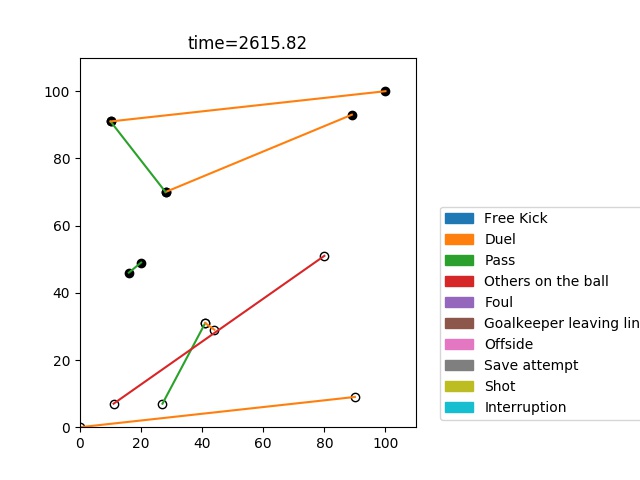 time=2615.82
100
80
60
40
20
0
0 20 40 60 80 100
Free Kick
Duel
Pass
Others on the ball
Foul
Goalkeeper leaving lin
Offside
Save attempt
Shot
Interruption